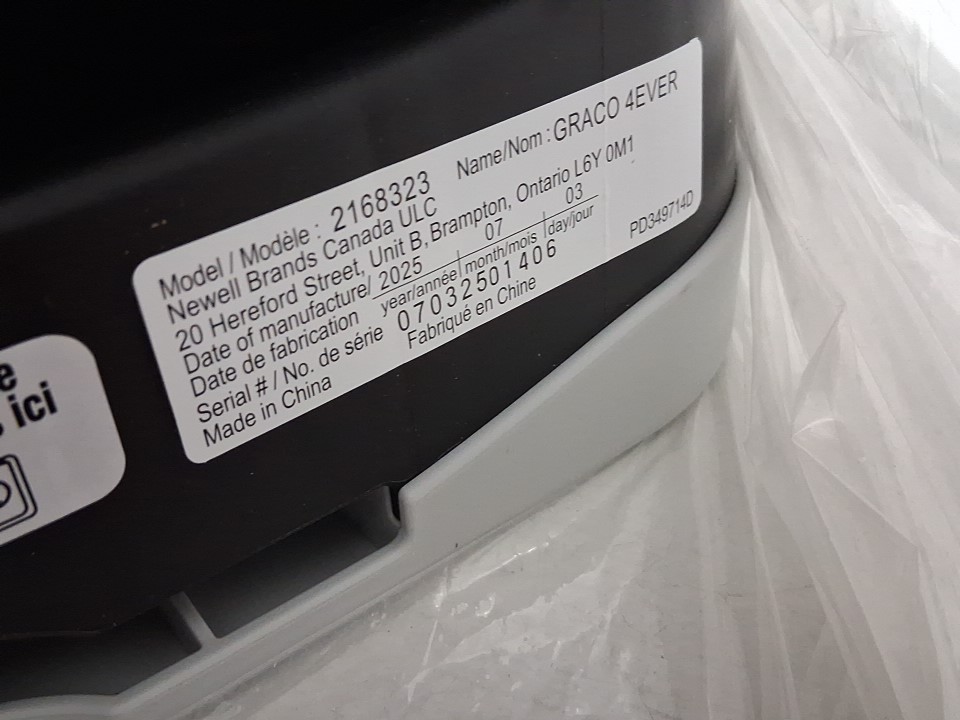 Model / Modèle : 2168323 Name/Nom : GRACO 4EVER
Newell Brands Canada ULC
20 Hereford Street, Unit B, Brampton, Ontario L6Y 0M1
Date of manufacture/ 2025 07 03
Date de fabrication year/année month/mois day/jour
Serial # / No. de série 07032501406
Made in China Fabriqué en Chine
PD349714D
ici